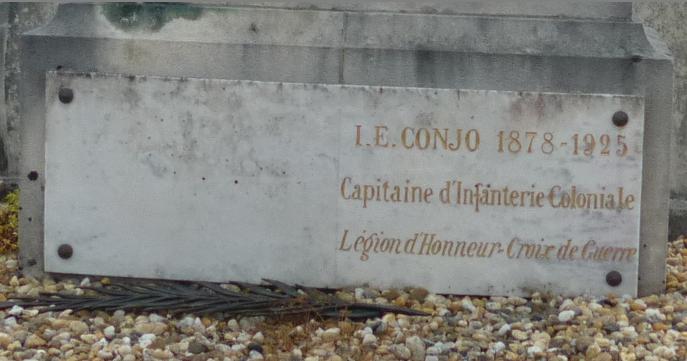 I.E. CONJO 1878-1925
Capitaine d'Infanterie Coloniale
Légion d'Honneur-Croix de Guerre